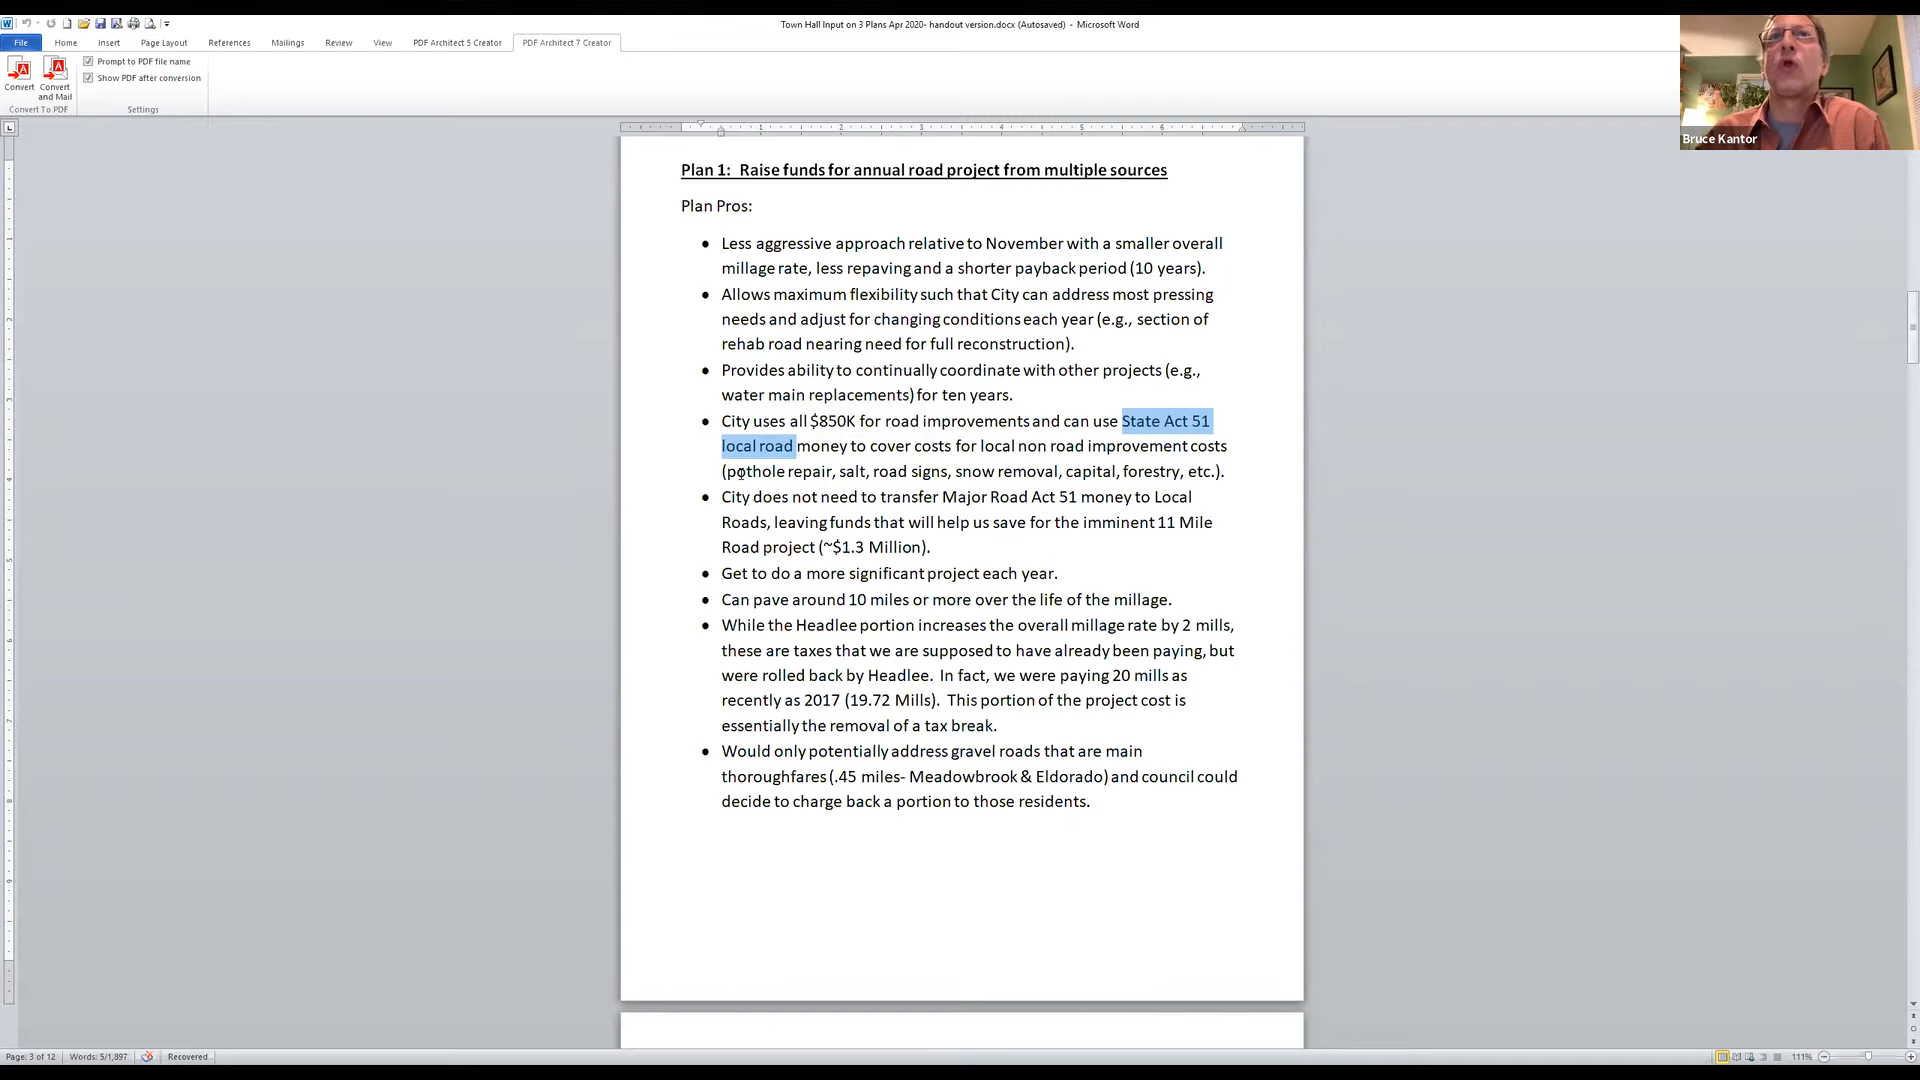 Town Hall Input on 3 Plans Apr 2020- handout version.docx (Autosaved) - Microsoft Word
File Home Insert Page Layout References Mailings Review View PDF Architect 5 Creator PDF Architect 7 Creator
Convert
Convert and Mail
Prompt to PDF file name
Show PDF after conversion
Convert To PDF
Settings
Bruce Kantor
1 2 3 4 5 6
Plan 1: Raise funds for annual road project from multiple sources
Plan Pros:
• Less aggressive approach relative to November with a smaller overall
millage rate, less repaving and a shorter payback period (10 years).
• Allows maximum flexibility such that City can address most pressing
needs and adjust for changing conditions each year (e.g., section of
rehab road nearing need for full reconstruction).
• Provides ability to continually coordinate with other projects (e.g.,
water main replacements) for ten years.
• City uses all $850K for road improvements and can use State Act 51
local road money to cover costs for local non road improvement costs
(pothole repair, salt, road signs, snow removal, capital, forestry, etc.).
• City does not need to transfer Major Road Act 51 money to Local
Roads, leaving funds that will help us save for the imminent 11 Mile
Road project (~$1.3 Million).
• Get to do a more significant project each year.
• Can pave around 10 miles or more over the life of the millage.
• While the Headlee portion increases the overall millage rate by 2 mills,
these are taxes that we are supposed to have already been paying, but
were rolled back by Headlee. In fact, we were paying 20 mills as
recently as 2017 (19.72 Mills). This portion of the project cost is
essentially the removal of a tax break.
• Would only potentially address gravel roads that are main
thoroughfares (.45 miles- Meadowbrook & Eldorado) and council could
decide to charge back a portion to those residents.
Page: 3 of 12 Words: 5/1,897 Recovered 111%